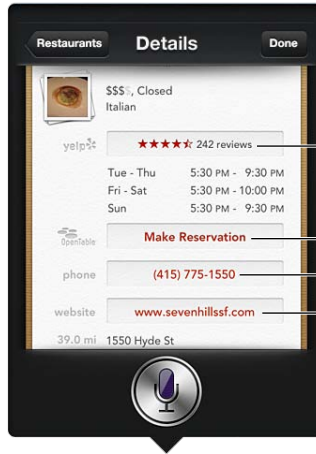 Restaurants Details Done
$$$$, Closed
Italian
yelp 242 reviews
Tue - Thu 5:30 PM - 9:30 PM
Fri - Sat 5:30 PM - 10:00 PM
Sun 5:30 PM - 9:30 PM
OpenTable Make Reservation
phone (415) 775-1550
website www.sevenhillssf.com
39.0 mi 1550 Hyde St